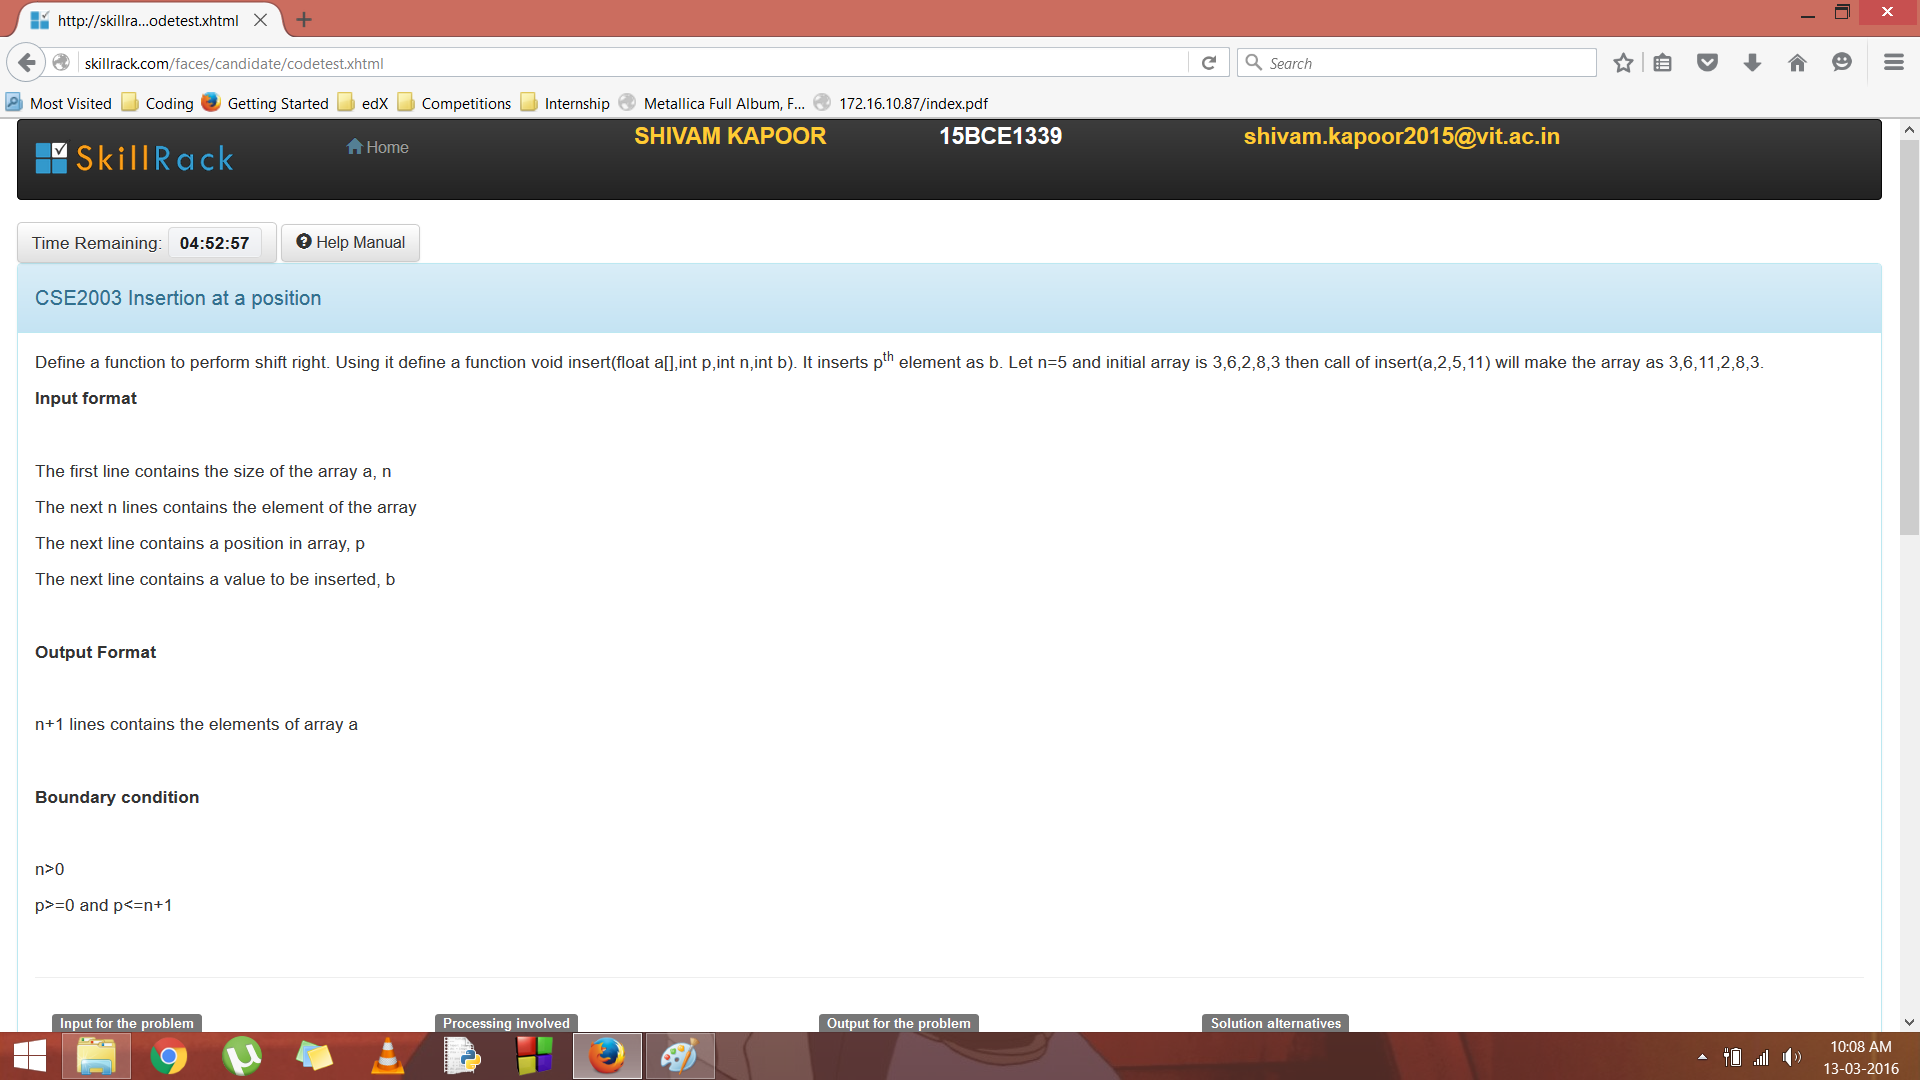 http://skillra...odetest.xhtml
skillrack.com/faces/candidate/codetest.xhtml
Search
Most Visited Coding Getting Started edX Competitions Internship Metallica Full Album, F... 172.16.10.87/index.pdf
SkillRack Home SHIVAM KAPOOR 15BCE1339 shivam.kapoor2015@vit.ac.in
Time Remaining: 04:52:57 Help Manual
CSE2003 Insertion at a position
Define a function to perform shift right. Using it define a function void insert(float a[],int p,int n,int b). It inserts pth element as b. Let n=5 and initial array is 3,6,2,8,3 then call of insert(a,2,5,11) will make the array as 3,6,11,2,8,3.
Input format
The first line contains the size of the array a, n
The next n lines contains the element of the array
The next line contains a position in array, p
The next line contains a value to be inserted, b
Output Format
n+1 lines contains the elements of array a
Boundary condition
n>0
p>=0 and p<=n+1
Input for the problem Processing involved Output for the problem Solution alternatives
10:08 AM
13-03-2016